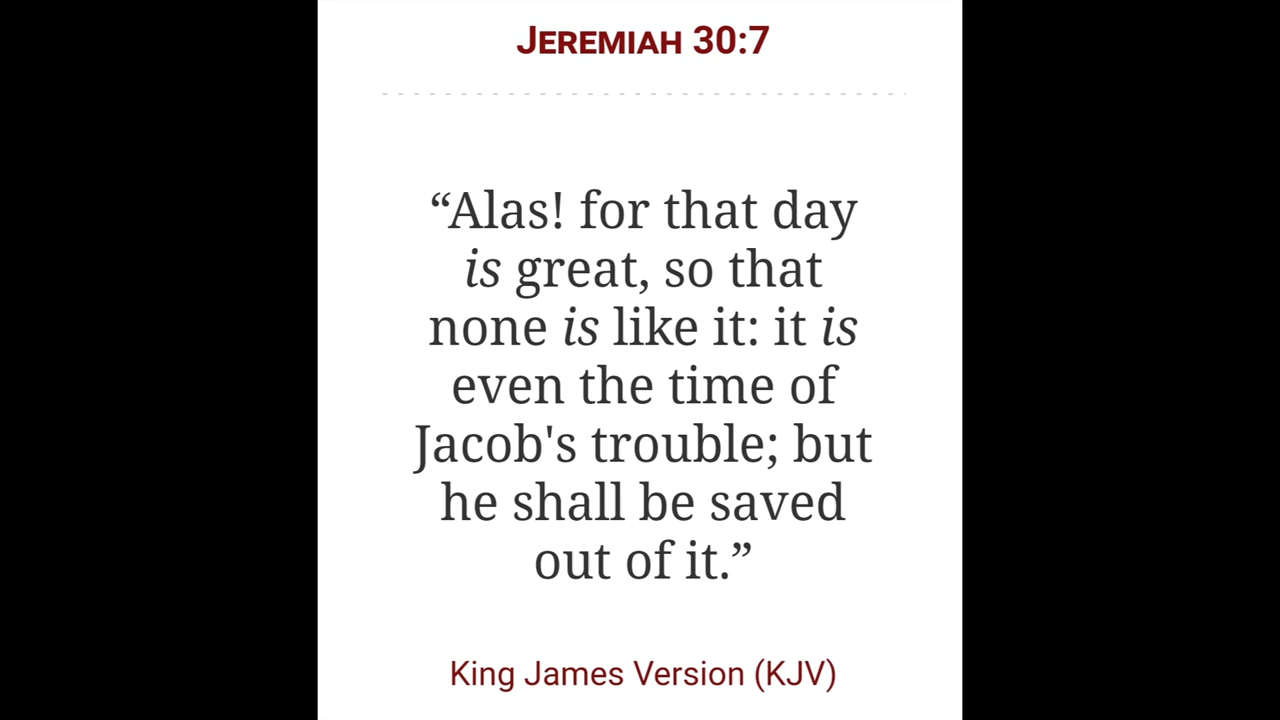 JEREMIAH 30:7
“Alas! for that day
is great, so that
none is like it: it is
even the time of
Jacob's trouble; but
he shall be saved
out of it.”
King James Version (KJV)